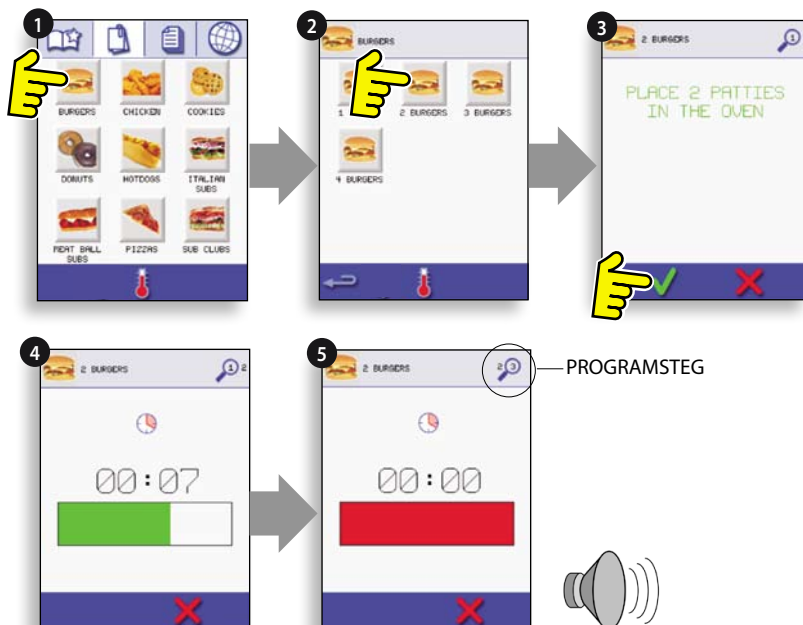 1
BURGERS
CHICKEN
COOKIES
DONUTS
HOTDOGS
ITALIAN
SUBS
MEAT BALL
SUBS
PIZZAS
SUB CLUBS
2
BURGERS
1
2 BURGERS
3 BURGERS
4 BURGERS
3
2 BURGERS
1
PLACE 2 PATTIES
IN THE OVEN
4
2 BURGERS
1 2
00:07
5
2 BURGERS
2 3
PROGRAMSTEG
00:00